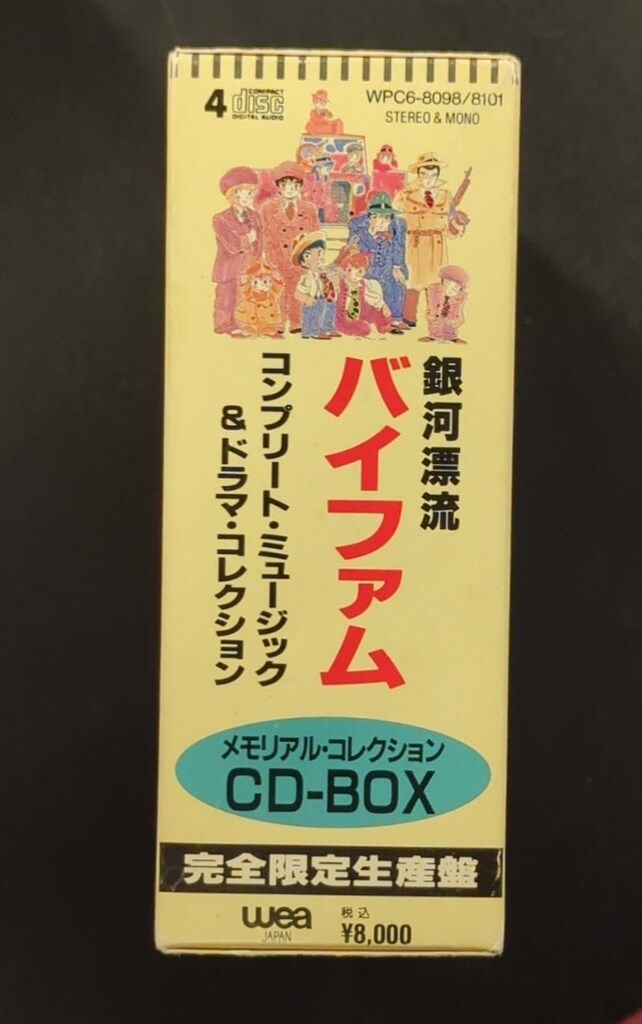 4 COMPACT disc DIGITAL AUDIO
WPC6-8098/8101
STEREO & MONO
銀河漂流
バイファム
コンプリート・ミュージック
&ドラマ・コレクション
メモリアル・コレクション
CD-BOX
完全限定生産盤
wea
JAPAN
税込
¥8,000